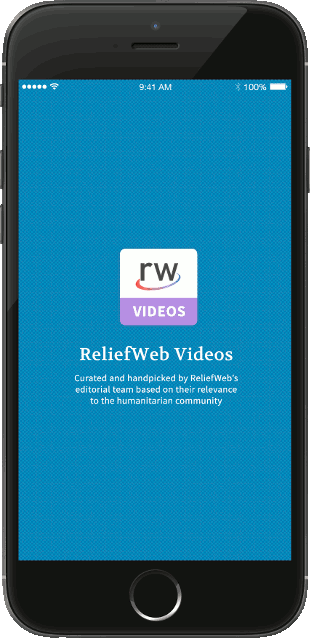 9:41 AM
100%
rw
VIDEOS
ReliefWeb Videos
Curated and handpicked by ReliefWeb's
editorial team based on their relevance
to the humanitarian community